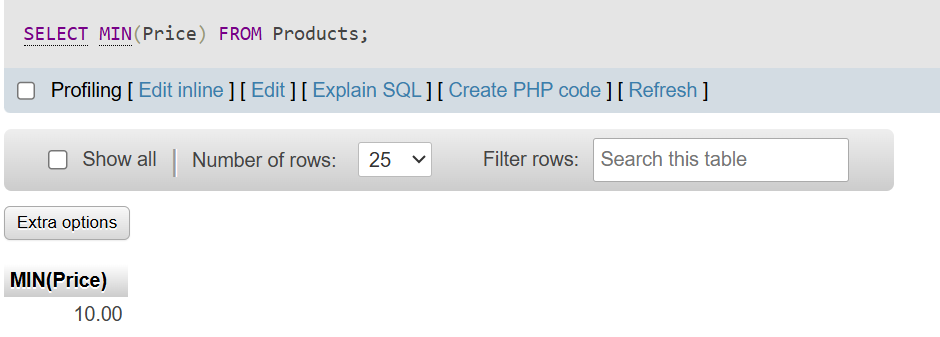 SELECT MIN(Price) FROM Products;
Profiling [ Edit inline ] [ Edit ] [ Explain SQL ] [ Create PHP code ] [ Refresh ]
Show all | Number of rows: 25 Filter rows: Search this table
Extra options
MIN(Price)
10.00